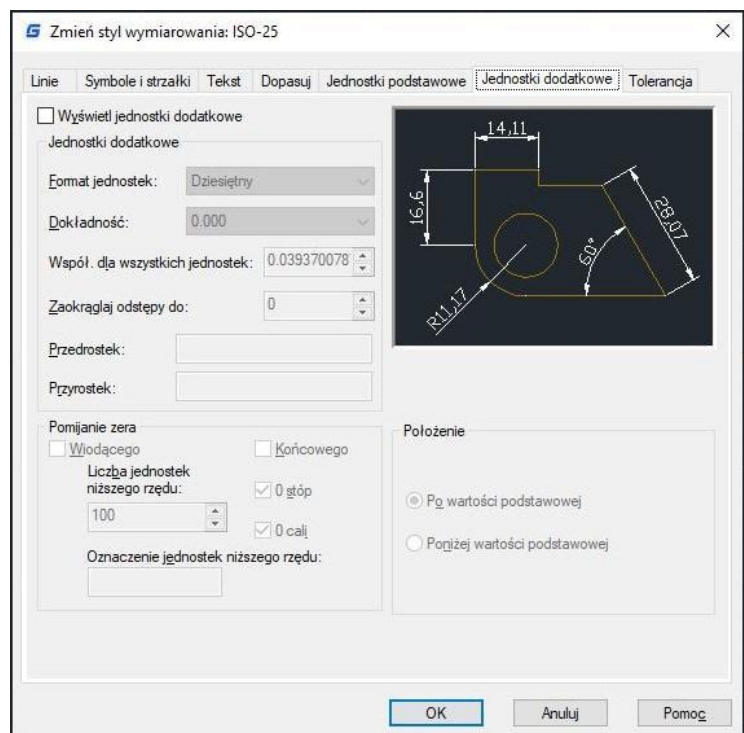 Zmień styl wymiarowania: ISO-25
Linie Symbole i strzałki Tekst Dopasuj Jednostki podstawowe Jednostki dodatkowe Tolerancja
Wyświetl jednostki dodatkowe
Jednostki dodatkowe
Format jednostek: Dziesiętny
Dokładność: 0.000
Współ. dla wszystkich jednostek: 0.039370078
Zaokrąglaj odstępy do: 0
Przedrostek:
Przyrostek:
14,11
16,6
28,07
60°
R11,17
Pomijanie zera
Wiodącego Końcowego
Liczba jednostek
niższego rzędu: 0 stóp
100
0 cali
Oznaczenie jednostek niższego rzędu:
Położenie
Po wartości podstawowej
Poniżej wartości podstawowej
OK Anuluj Pomoc